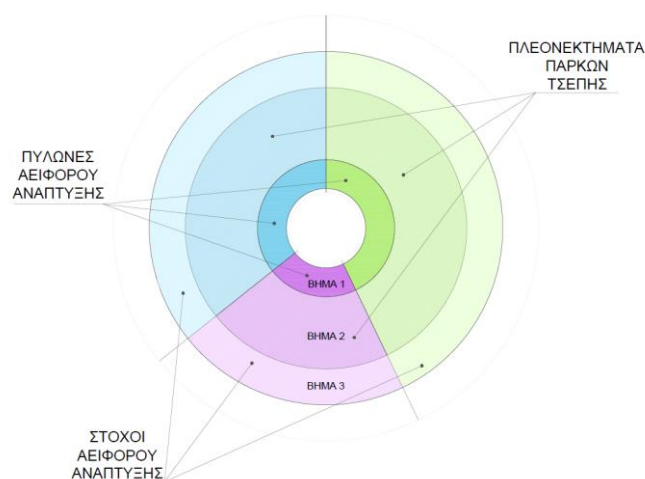 ΠΛΕΟΝΕΚΤΗΜΑΤΑ
ΠΑΡΚΩΝ
ΤΣΕΠΗΣ
ΠΥΛΩΝΕΣ
ΑΕΙΦΟΡΟΥ
ΑΝΑΠΤΥΞΗΣ
ΒΗΜΑ 1
ΒΗΜΑ 2
ΒΗΜΑ 3
ΣΤΟΧΟΙ
ΑΕΙΦΟΡΟΥ
ΑΝΑΠΤΥΞΗΣ